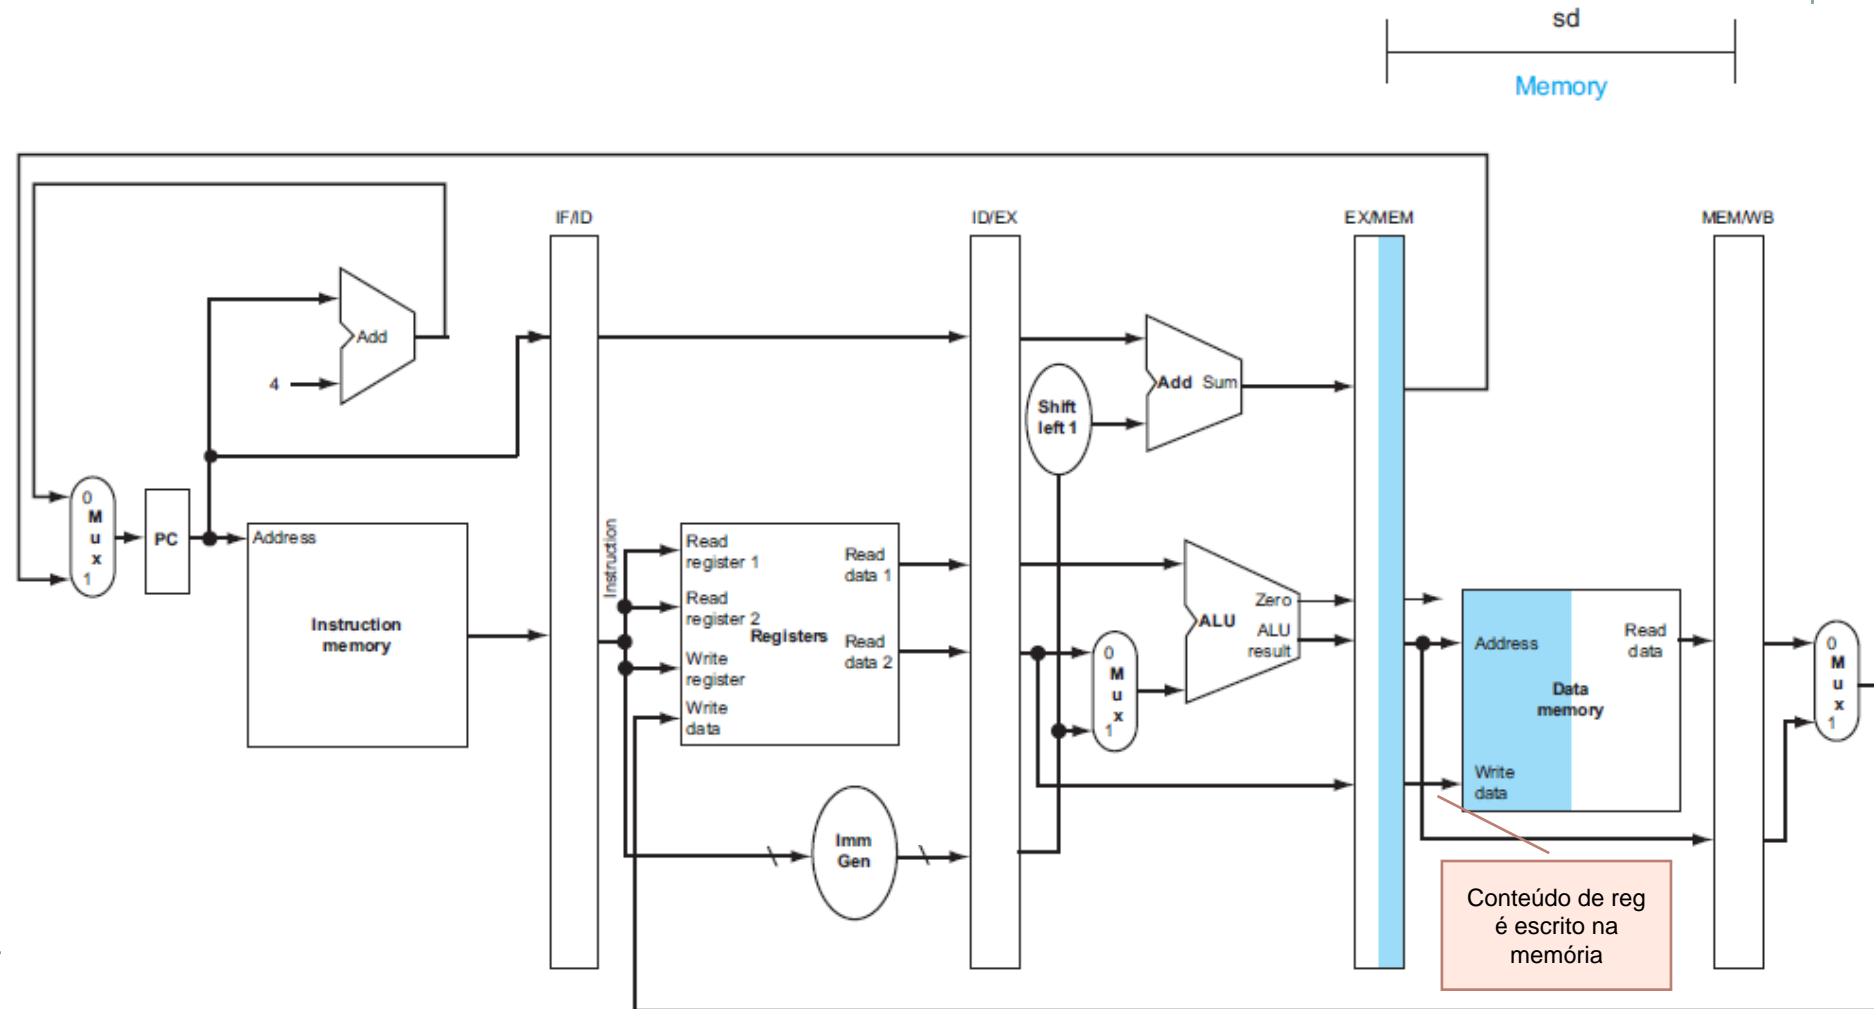 sd
Memory
IF/ID
ID/EX
EX/MEM
MEM/WB
Add
4
Add Sum
Shift
left 1
0
M
u
x
1
PC
Address
Instruction
memory
Instruction
Read
register 1
Read
register 2
Write
register
Write
data
Registers
Read
data 1
Read
data 2
Imm
Gen
0
M
u
x
1
ALU
Zero
ALU
result
Address
Write
data
Data
memory
Read
data
0
M
u
x
1
Conteúdo de reg
é escrito na
memória